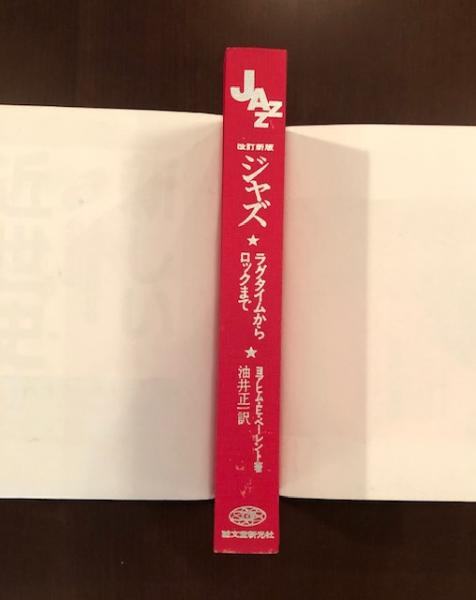 JAZZ
改訂新版
ジャズ
★
ラグタイムから
ロックまで
★
ヨアヒム・E・ベーレント著
油井正一訳
誠文堂新光社